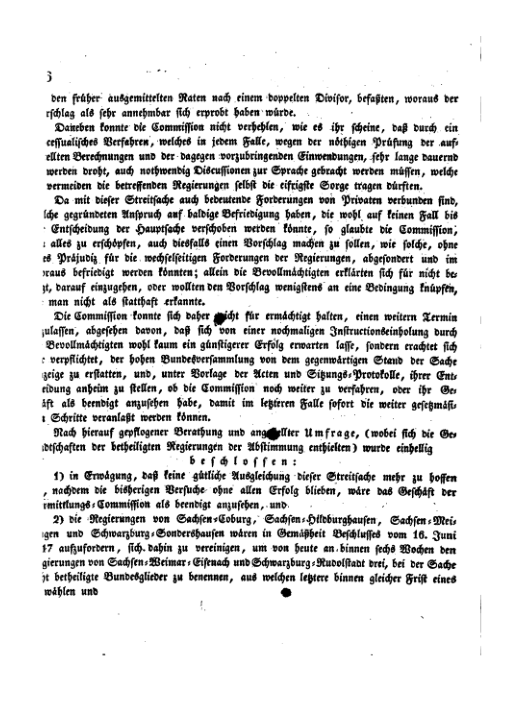 den früher ausgemittelten Raten nach einem doppelten Divisor, befaßten, woraus der
rschlag als sehr annehmbar sich erprobt haben würde.
Daneben konnte die Commission nicht verhehlen, wie es ihr scheine, daß durch ein
cessualisches Verfahren, welches in jedem Falle, wegen der nöthigen Prüfung der auf-
ellten Berechnungen und der dagegen vorzubringenden Einwendungen, sehr lange dauernd
werden droht, auch nothwendig Discussionen zur Sprache gebracht werden müssen, welche
vermeiden die betreffenden Regierungen selbst die eifrigste Sorge tragen dürften.
Da mit dieser Streitsache auch bedeutende Forderungen von Privaten verbunden sind,
lche gegründeten Anspruch auf baldige Befriedigung haben, die wohl auf keinen Fall bis
Entscheidung der Hauptsache verschoben werden könnte, so glaubte die Commission,
alles zu erschöpfen, auch diesfalls einen Vorschlag machen zu sollen, wie solche, ohne
es Präjudiz für die wechselseitigen Forderungen der Regierungen, abgesondert und im
oraus befriedigt werden könnten; allein die Bevollmächtigten erklärten sich für nicht be-
gt, darauf einzugehen, oder wollten den Vorschlag wenigstens an eine Bedingung knüpfen,
man nicht als statthaft erkannte.
Die Commission konnte sich daher nicht für ermächtigt halten, einen weitern Termin
zulassen, abgesehen davon, daß sich von einer nochmaligen Instructionseinholung durch
Bevollmächtigten wohl kaum ein günstigerer Erfolg erwarten lasse, sondern erachtet sich
verpflichtet, der hohen Bundesversammlung von dem gegenwärtigen Stand der Sache
zeige zu erstatten, und, unter Vorlage der Acten und Sitzungs-Protokolle, ihrer Ent-
eidung anheim zu stellen, ob die Commission noch weiter zu verfahren, oder ihr Ge-
äft als beendigt anzusehen habe, damit im letzteren Falle sofort die weiter gesetzmäßi-
Schritte veranlaßt werden können.
Nach hierauf gepflogener Berathung und angestellter Umfrage, (wobei sich die Ge-
dtschaften der betheiligten Regierungen der Abstimmung enthielten) wurde einhellig
beschlossen:
1) in Erwägung, daß keine gütliche Ausgleichung dieser Streitsache mehr zu hoffen
, nachdem die bisherigen Versuche ohne allen Erfolg blieben, wäre das Geschäft der
rmittlungs-Commission als beendigt anzusehen, und
2) die Regierungen von Sachsen-Coburg, Sachsen-Hildburghausen, Sachsen-Mei-
gen und Schwarzburg-Sondershausen wären in Gemäßheit Beschlusses vom 16. Juni
17 aufzufordern, sich dahin zu vereinigen, um von heute an binnen sechs Wochen den
gierungen von Sachsen-Weimar-Eisenach und Schwarzburg-Rudolstadt drei, bei der Sache
ht betheiligte Bundesglieder zu benennen, aus welchen letztere binnen gleicher Frist eines
wählen und